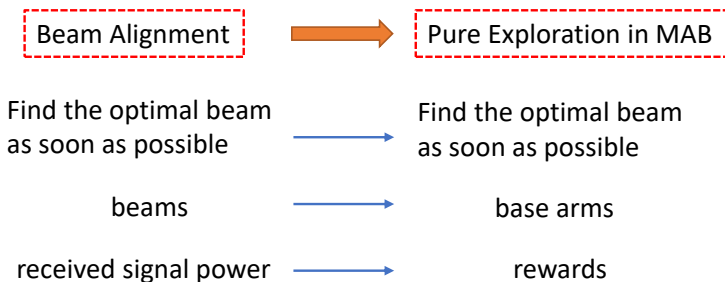 Beam Alignment
Pure Exploration in MAB
Find the optimal beam
as soon as possible
Find the optimal beam
as soon as possible
beams
base arms
received signal power
rewards